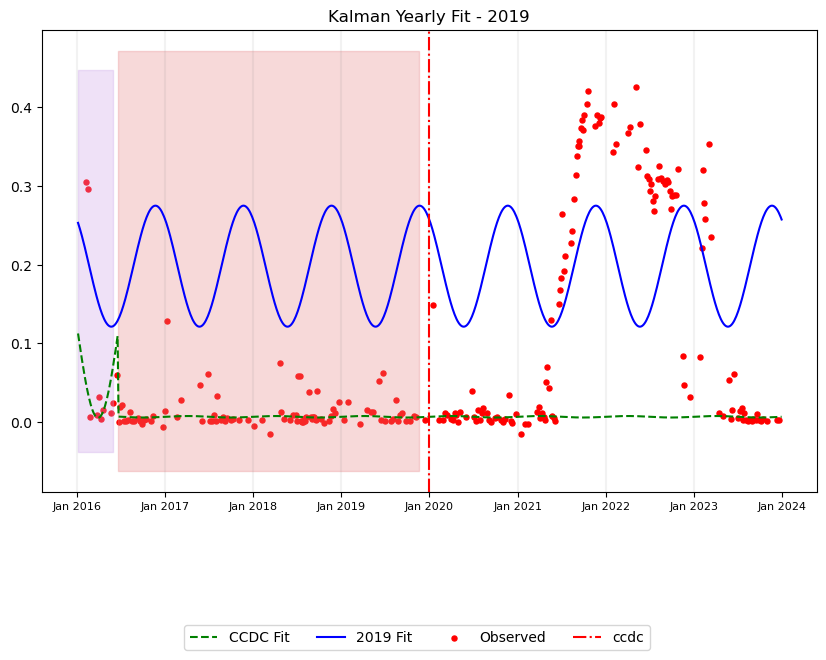 Kalman Yearly Fit - 2019
0.4
0.3
0.2
0.1
0.0
Jan 2016 Jan 2017 Jan 2018 Jan 2019 Jan 2020 Jan 2021 Jan 2022 Jan 2023 Jan 2024
CCDC Fit 2019 Fit Observed ccdc